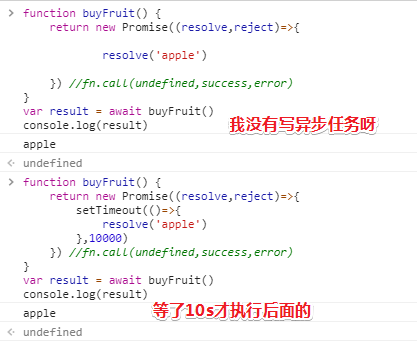 > function buyFruit() {
return new Promise((resolve,reject)=>{
resolve('apple')
}) //fn.call(undefined,success,error)
}
var result = await buyFruit()
console.log(result)
我没有写异步任务呀
apple
< undefined
> function buyFruit() {
return new Promise((resolve,reject)=>{
setTimeout(()=>{
resolve('apple')
},10000)
}) //fn.call(undefined,success,error)
}
var result = await buyFruit()
console.log(result)
apple
等了10s才执行后面的
< undefined